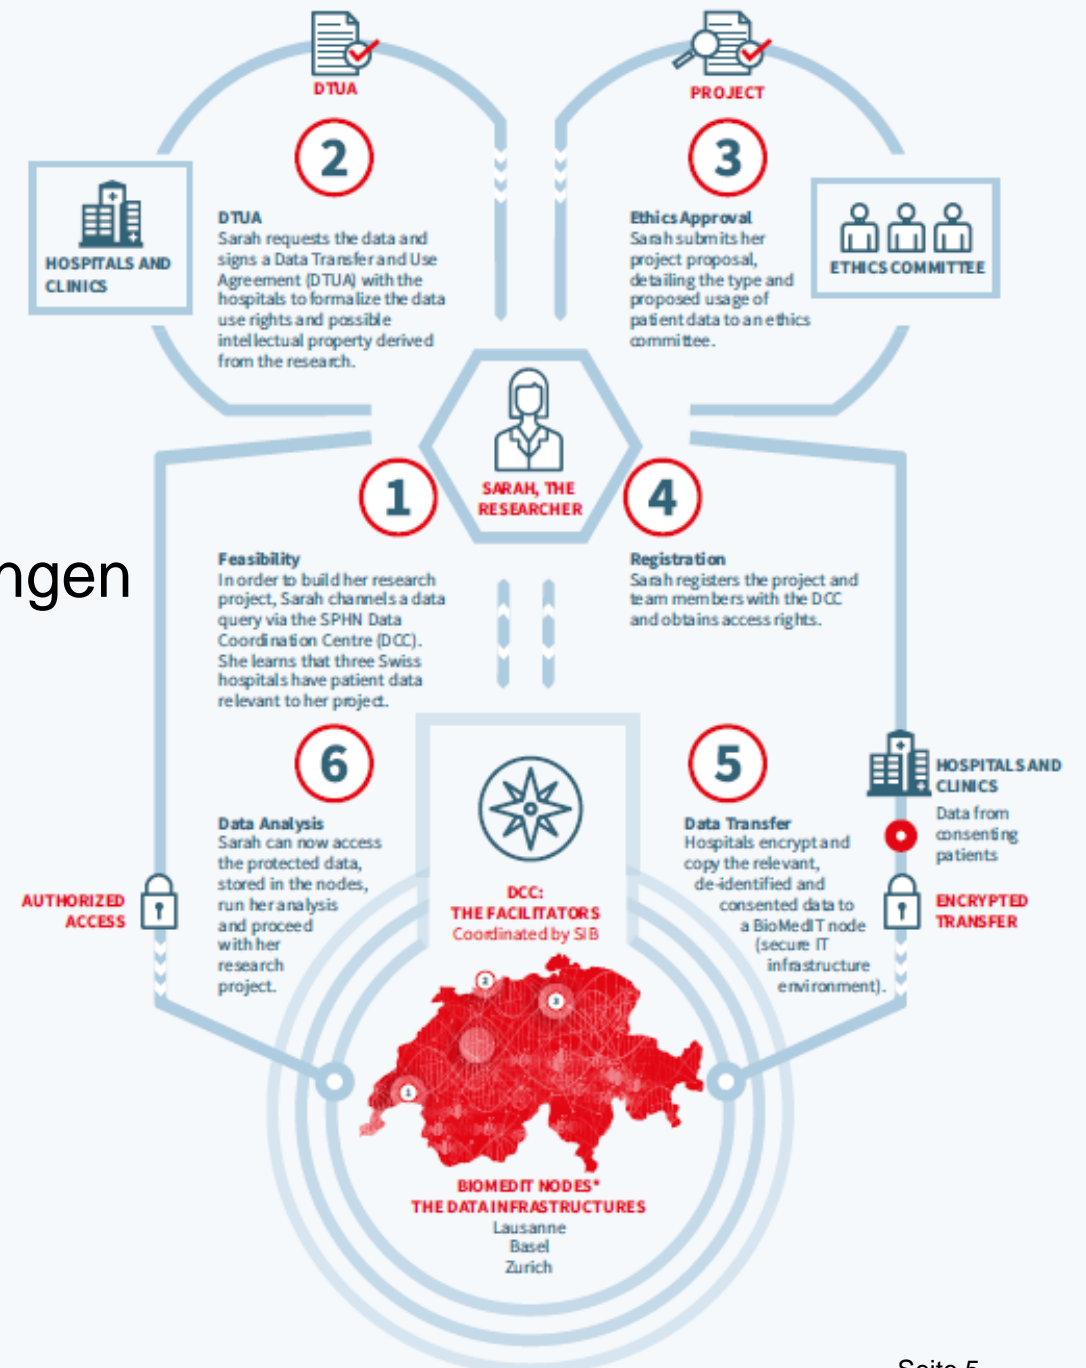 DTUA
2
DTUA
Sarah requests the data and
signs a Data Transfer and Use
Agreement (DTUA) with the
hospitals to formalize the data
use rights and possible
intellectual property derived
from the research.
HOSPITALS AND
CLINICS
PROJECT
3
Ethics Approval
Sarah submits her
project proposal,
detailing the type and
proposed usage of
patient data to an ethics
committee.
ETHICS COMMITTEE
SARAH, THE
RESEARCHER
1
Feasibility
In order to build her research
project, Sarah channels a data
query via the SPHN Data
Coordination Centre (DCC).
She learns that three Swiss
hospitals have patient data
relevant to her project.
4
Registration
Sarah registers the project and
team members with the DCC
and obtains access rights.
ngen
6
Data Analysis
Sarah can now access
the protected data,
stored in the nodes,
run her analysis
and proceed
with her
research
project.
AUTHORIZED
ACCESS
5
Data Transfer
Hospitals encrypt and
copy the relevant,
de-identified and
consented data to
a BioMedIT node
(secure IT
infrastructure
environment).
HOSPITALS AND
CLINICS
Data from
consenting
patients
ENCRYPTED
TRANSFER
DCC:
THE FACILITATORS
Coordinated by SIB
2
3
1
BIOMEDIT NODES*
THE DATA INFRASTRUCTURES
Lausanne
Basel
Zurich
Seite 5